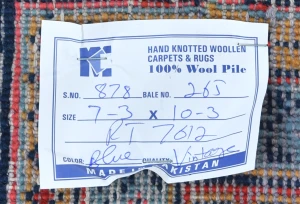 HAND KNOTTED WOOLLEN
CARPETS & RUGS
100% Wool Pile
S.NO. 878 BALE NO. 265
SIZE 7-3 X 10-3
RT 7612
COLOR: Blue QUALITY: Vintage
MADE IN KISTAN